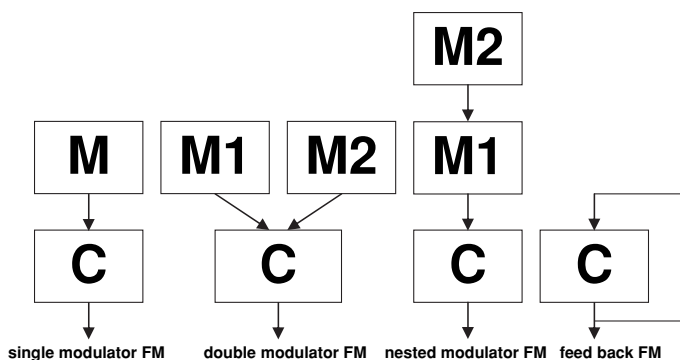 M2
M M1 M2 M1
C C C C
single modulator FM double modulator FM nested modulator FM feed back FM